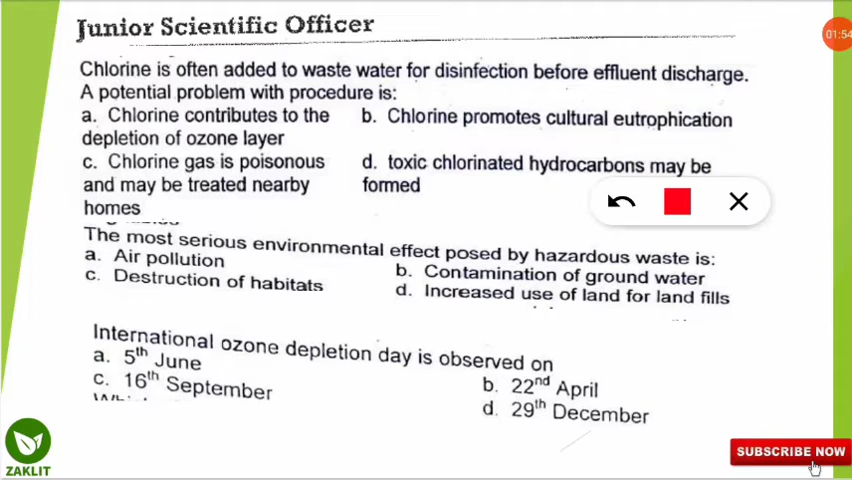 Junior Scientific Officer
01:54
Chlorine is often added to waste water for disinfection before effluent discharge.
A potential problem with procedure is:
a. Chlorine contributes to the depletion of ozone layer
b. Chlorine promotes cultural eutrophication
c. Chlorine gas is poisonous and may be treated nearby homes
d. toxic chlorinated hydrocarbons may be formed
The most serious environmental effect posed by hazardous waste is:
a. Air pollution
b. Contamination of ground water
c. Destruction of habitats
d. Increased use of land for land fills
International ozone depletion day is observed on
a. 5th June
b. 22nd April
c. 16th September
d. 29th December
ZAKLIT
SUBSCRIBE NOW